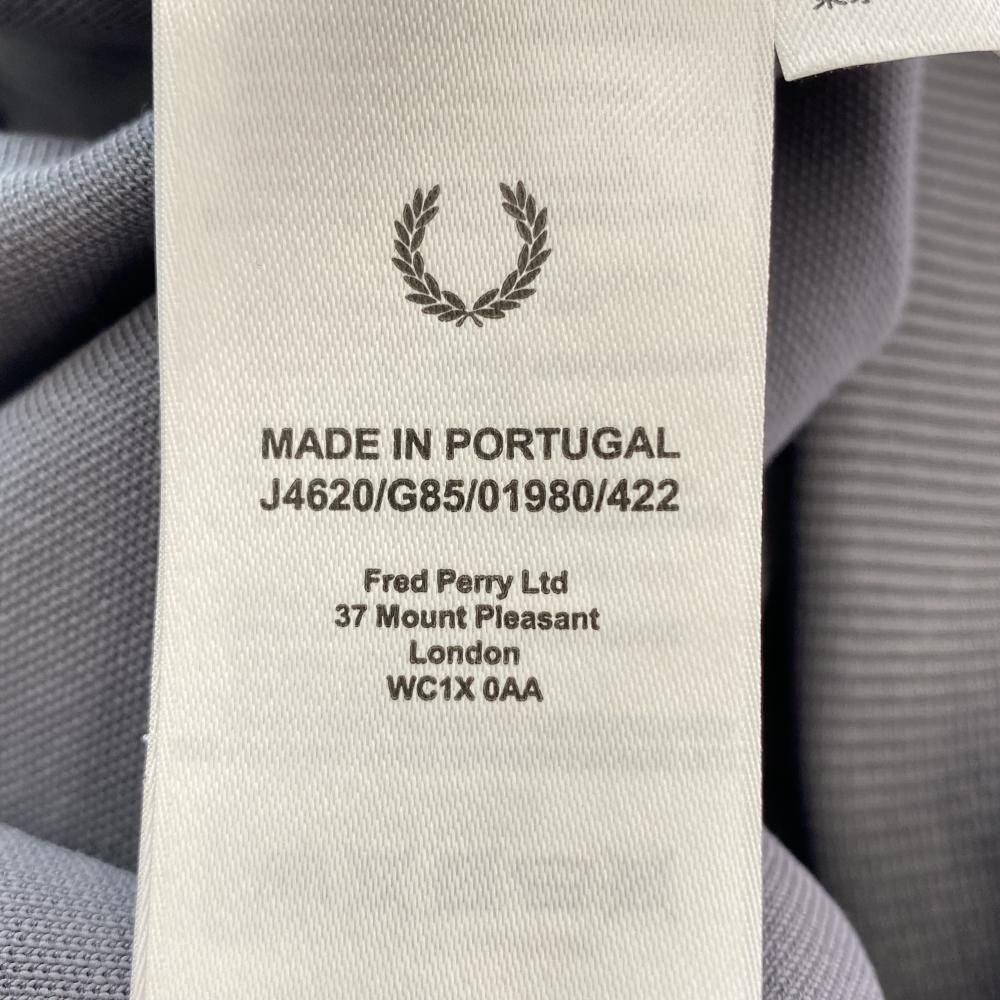 MADE IN PORTUGAL
J4620/G85/01980/422
Fred Perry Ltd
37 Mount Pleasant
London
WC1X 0AA